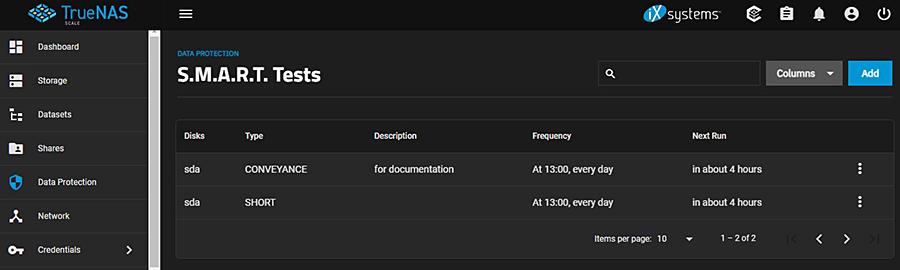 TrueNAS
SCALE
iXsystems™
Dashboard
Storage
Datasets
Shares
Data Protection
Network
Credentials
DATA PROTECTION
S.M.A.R.T. Tests
Columns
Add
Disks Type Description Frequency Next Run
sda CONVEYANCE for documentation At 13:00, every day in about 4 hours
sda SHORT At 13:00, every day in about 4 hours
Items per page: 10 1 – 2 of 2